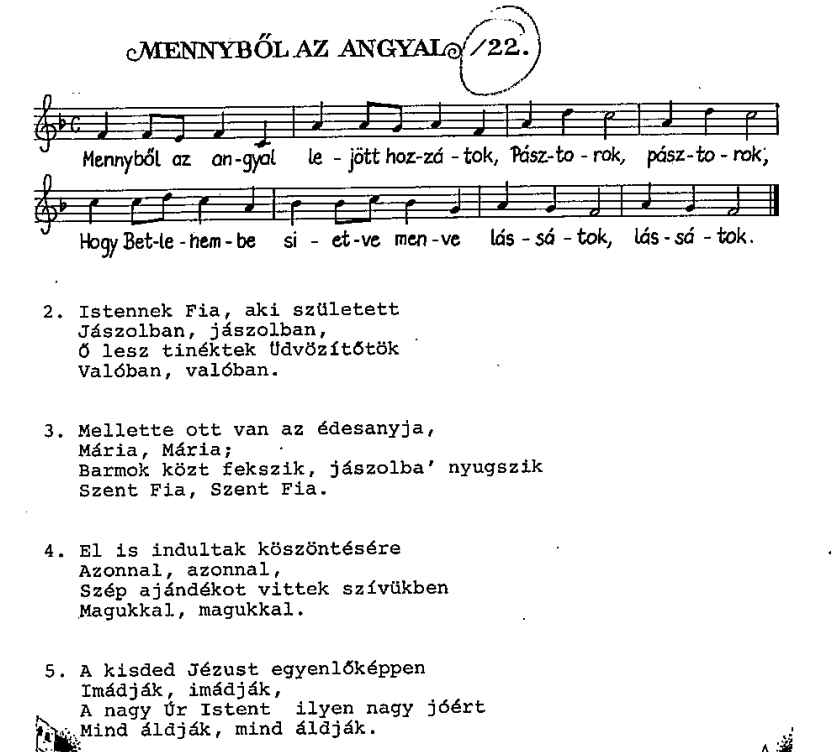 MENNYBŐL AZ ANGYAL /22.
Mennyből az an-gyal le - jött hoz-zá - tok, Pász-to - rok, pász-to - rok,
Hogy Bet-le-hem-be si - et-ve men-ve lás - sá - tok, lás - sá - tok.
2. Istennek Fia, aki született
Jászolban, jászolban,
Ő lesz tinéktek Üdvözítőtök
Valóban, valóban.
3. Mellette ott van az édesanyja,
Mária, Mária;
Barmok közt fekszik, jászolba' nyugszik
Szent Fia, Szent Fia.
4. El is indultak köszöntésére
Azonnal, azonnal,
Szép ajándékot vittek szívükben
Magukkal, magukkal.
5. A kisded Jézust egyenlőképpen
Imádják, imádják,
A nagy Úr Istent ilyen nagy jóért
Mind áldják, mind áldják.